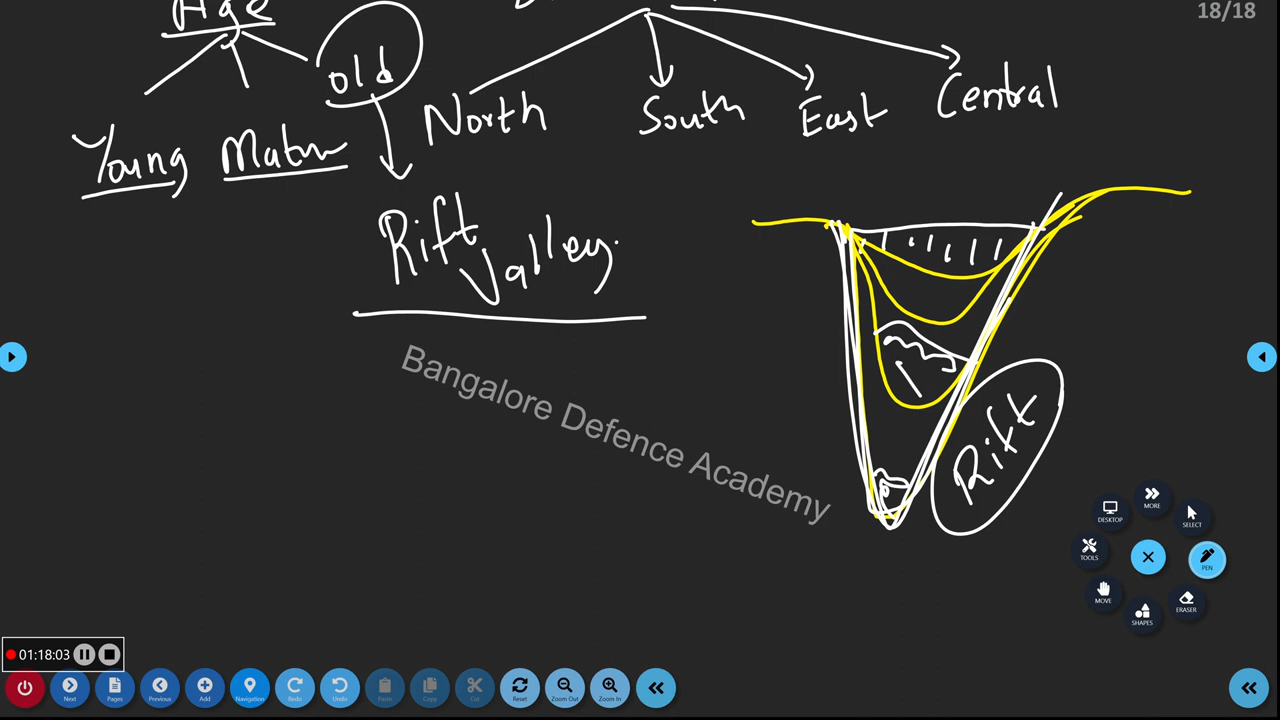 18/18
Age
old
North
South
East
Central
Young
Rift
Valley
Bangalore Defence Academy
Rift
DESKTOP
MORE
SELECT
TOOLS
PEN
MOVE
SHAPES
ERASER
01:18:03
Next
Pages
Previous
Add
Navigation
Redo
Undo
Paste
Copy
Cut
Reset
Zoom Out
Zoom In